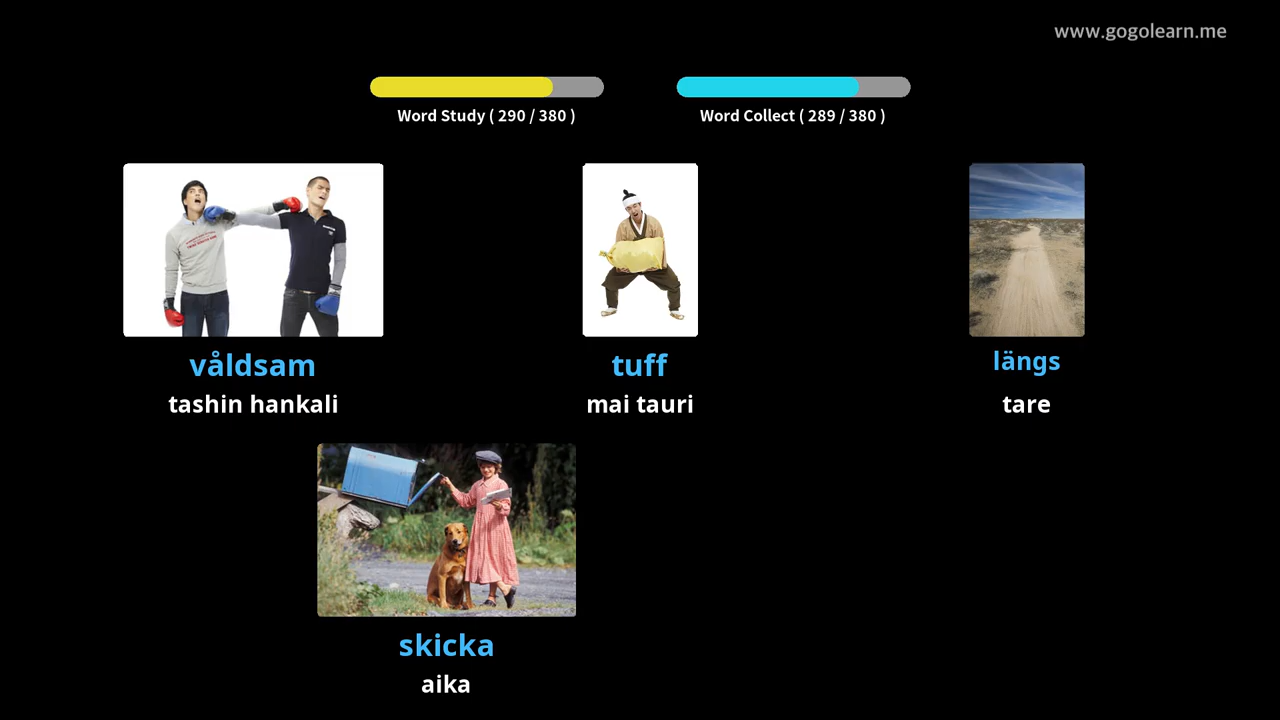 www.gogolearn.me
Word Study ( 290 / 380 )
Word Collect ( 289 / 380 )
våldsam
tuff
längs
tashin hankali
mai tauri
tare
skicka
aika